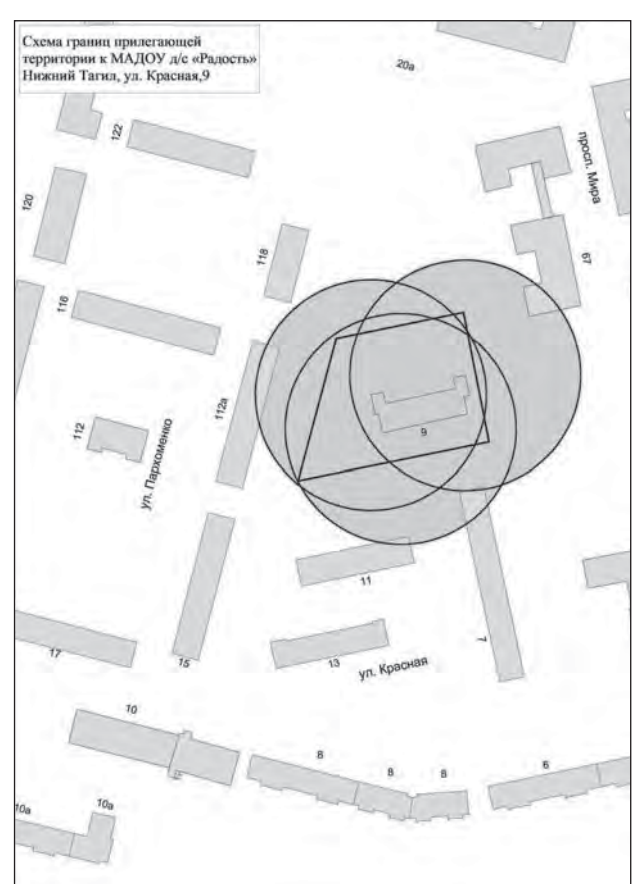 Схема границ прилегающей
территории к МАДОУ д/с «Радость»
Нижний Тагил, ул. Красная,9
20а
122
просп. Мира
120
118
67
116
112а
112
ул. Пархоменко
9
11
7
17
15
13
ул. Красная
10
8
8
8
6
10а
10а